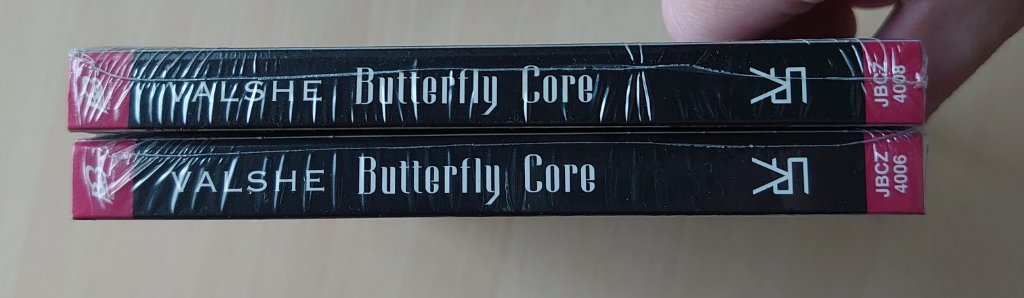 VALSHE Butterfly Core JBCZ 4008
VALSHE Butterfly Core JBCZ 4006